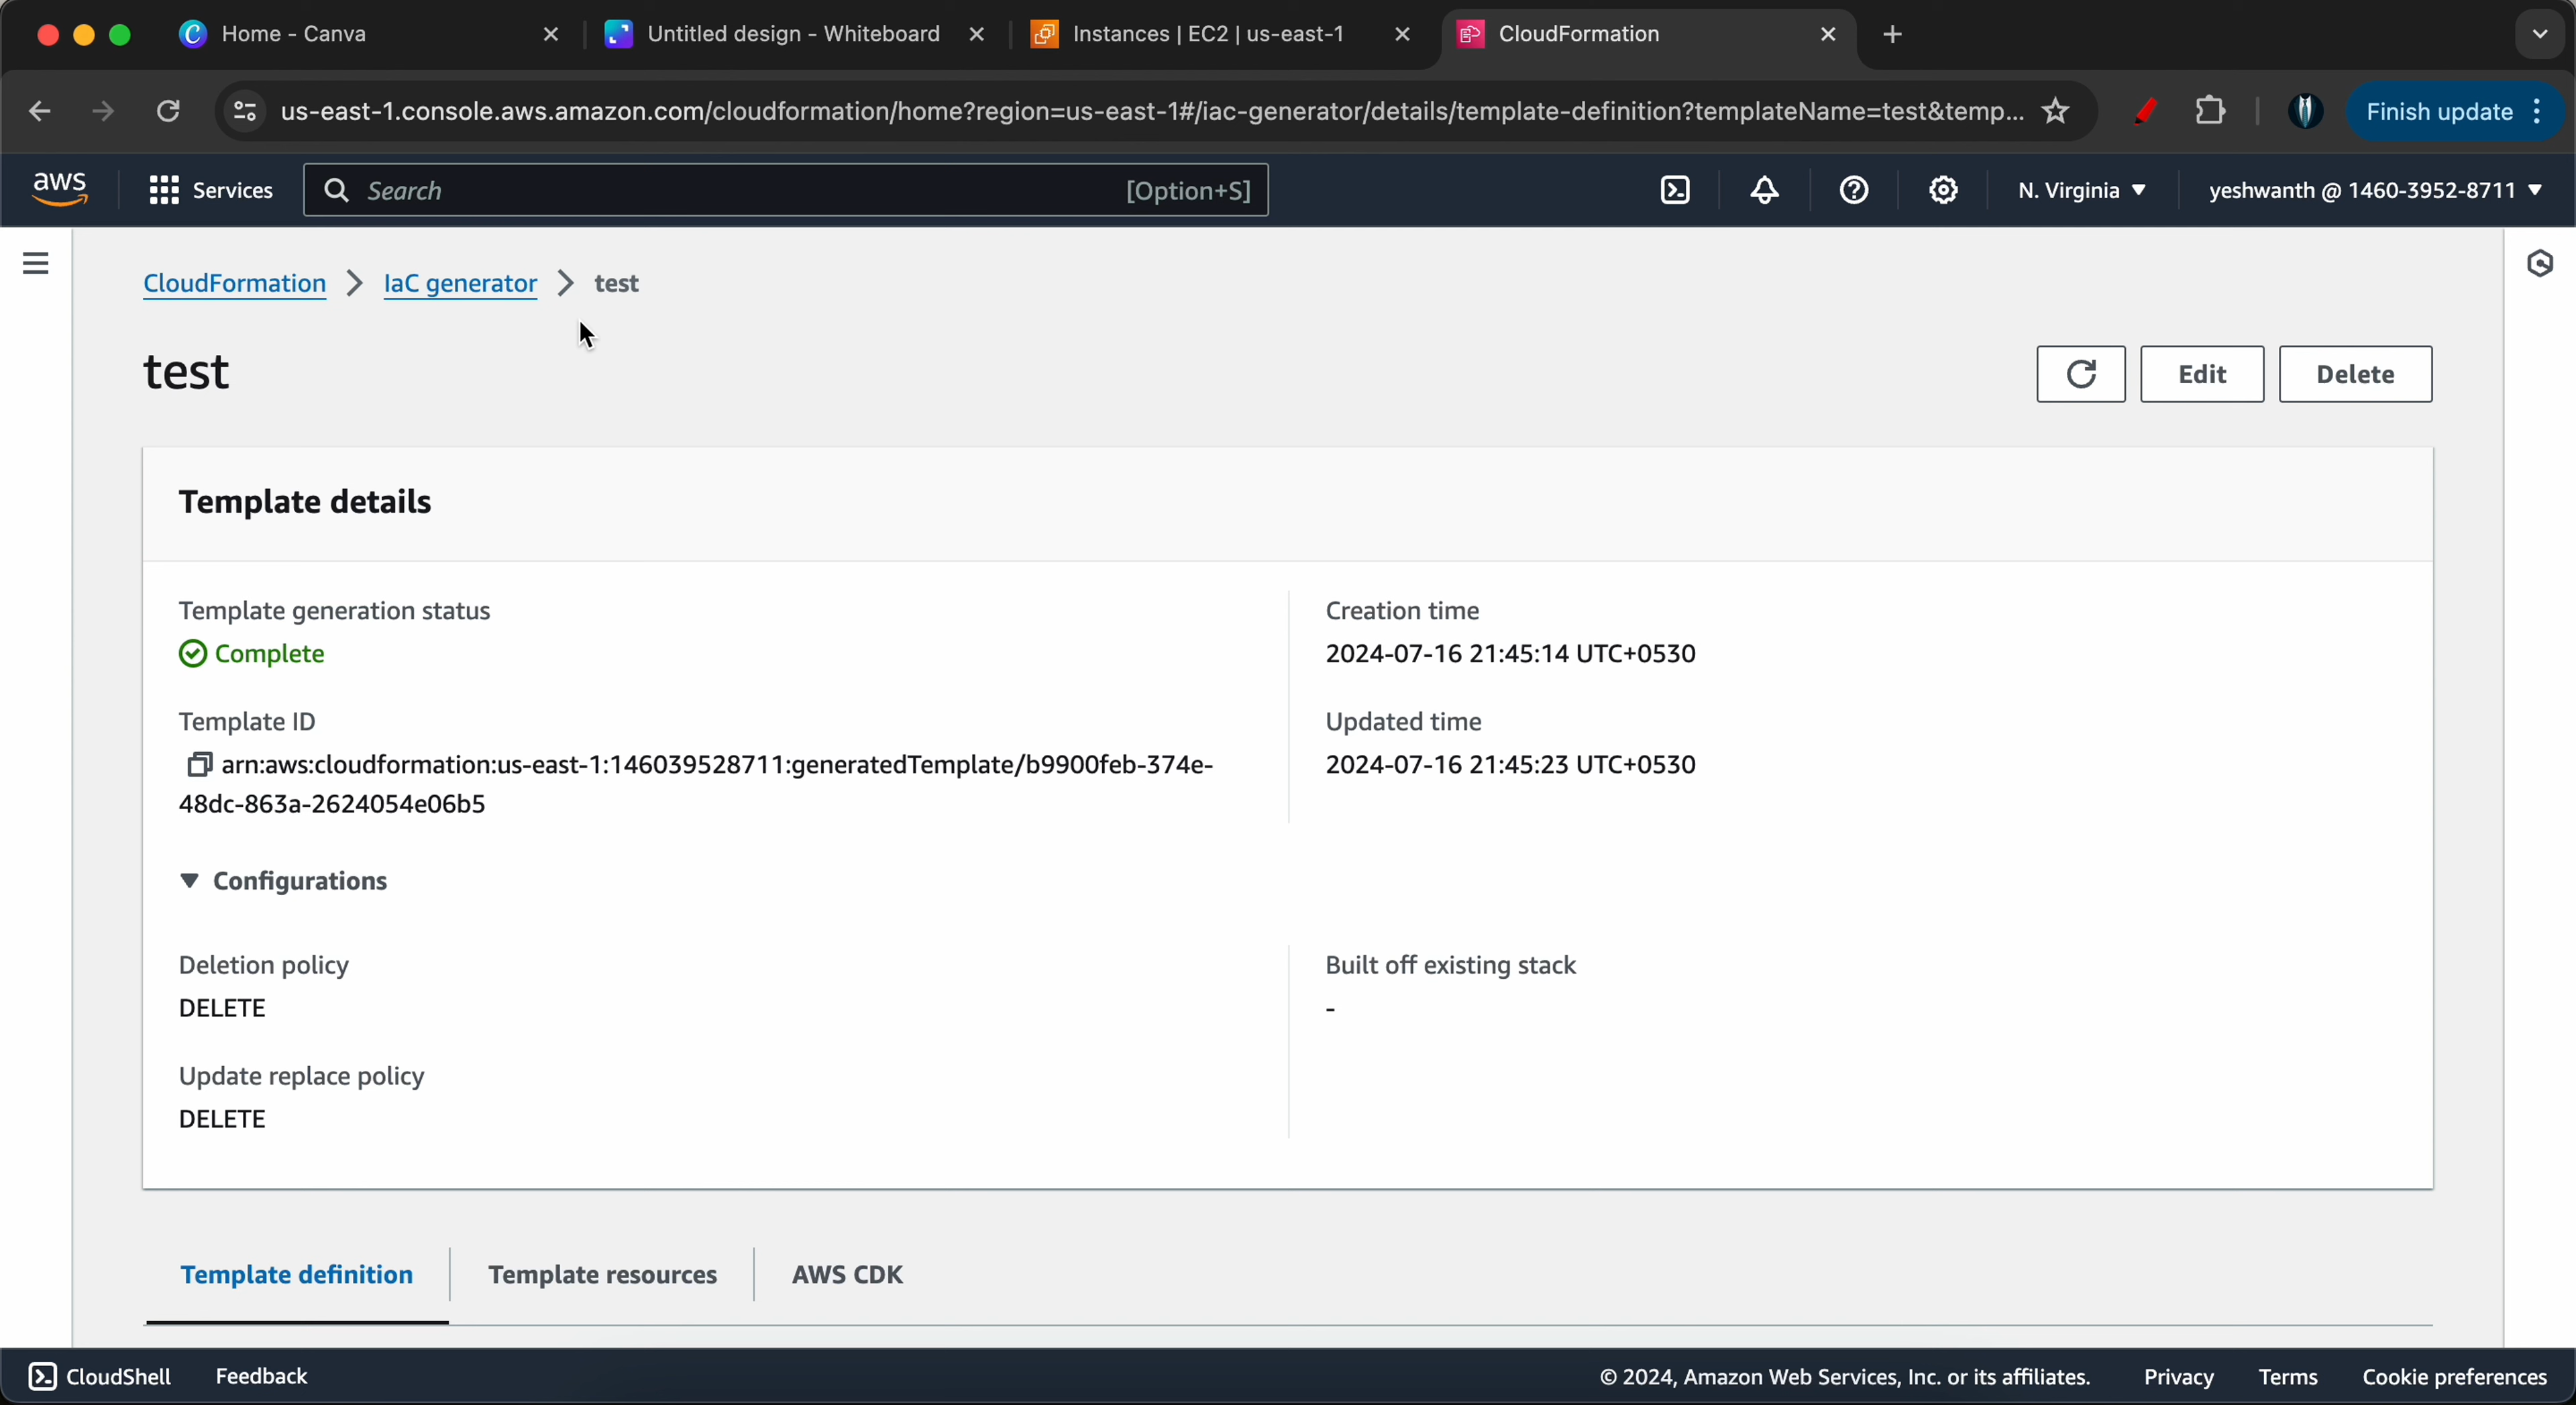 Home - Canva
Untitled design - Whiteboard
Instances | EC2 | us-east-1
CloudFormation
us-east-1.console.aws.amazon.com/cloudformation/home?region=us-east-1#/iac-generator/details/template-definition?templateName=test&temp...
Finish update
aws
Services
Search
[Option+S]
N. Virginia
yeshwanth @ 1460-3952-8711
CloudFormation
IaC generator
test
test
Edit
Delete
Template details
Template generation status
Complete
Creation time
2024-07-16 21:45:14 UTC+0530
Template ID
arn:aws:cloudformation:us-east-1:146039528711:generatedTemplate/b9900feb-374e-
48dc-863a-2624054e06b5
Updated time
2024-07-16 21:45:23 UTC+0530
Configurations
Deletion policy
DELETE
Built off existing stack
-
Update replace policy
DELETE
Template definition
Template resources
AWS CDK
CloudShell
Feedback
© 2024, Amazon Web Services, Inc. or its affiliates.
Privacy
Terms
Cookie preferences